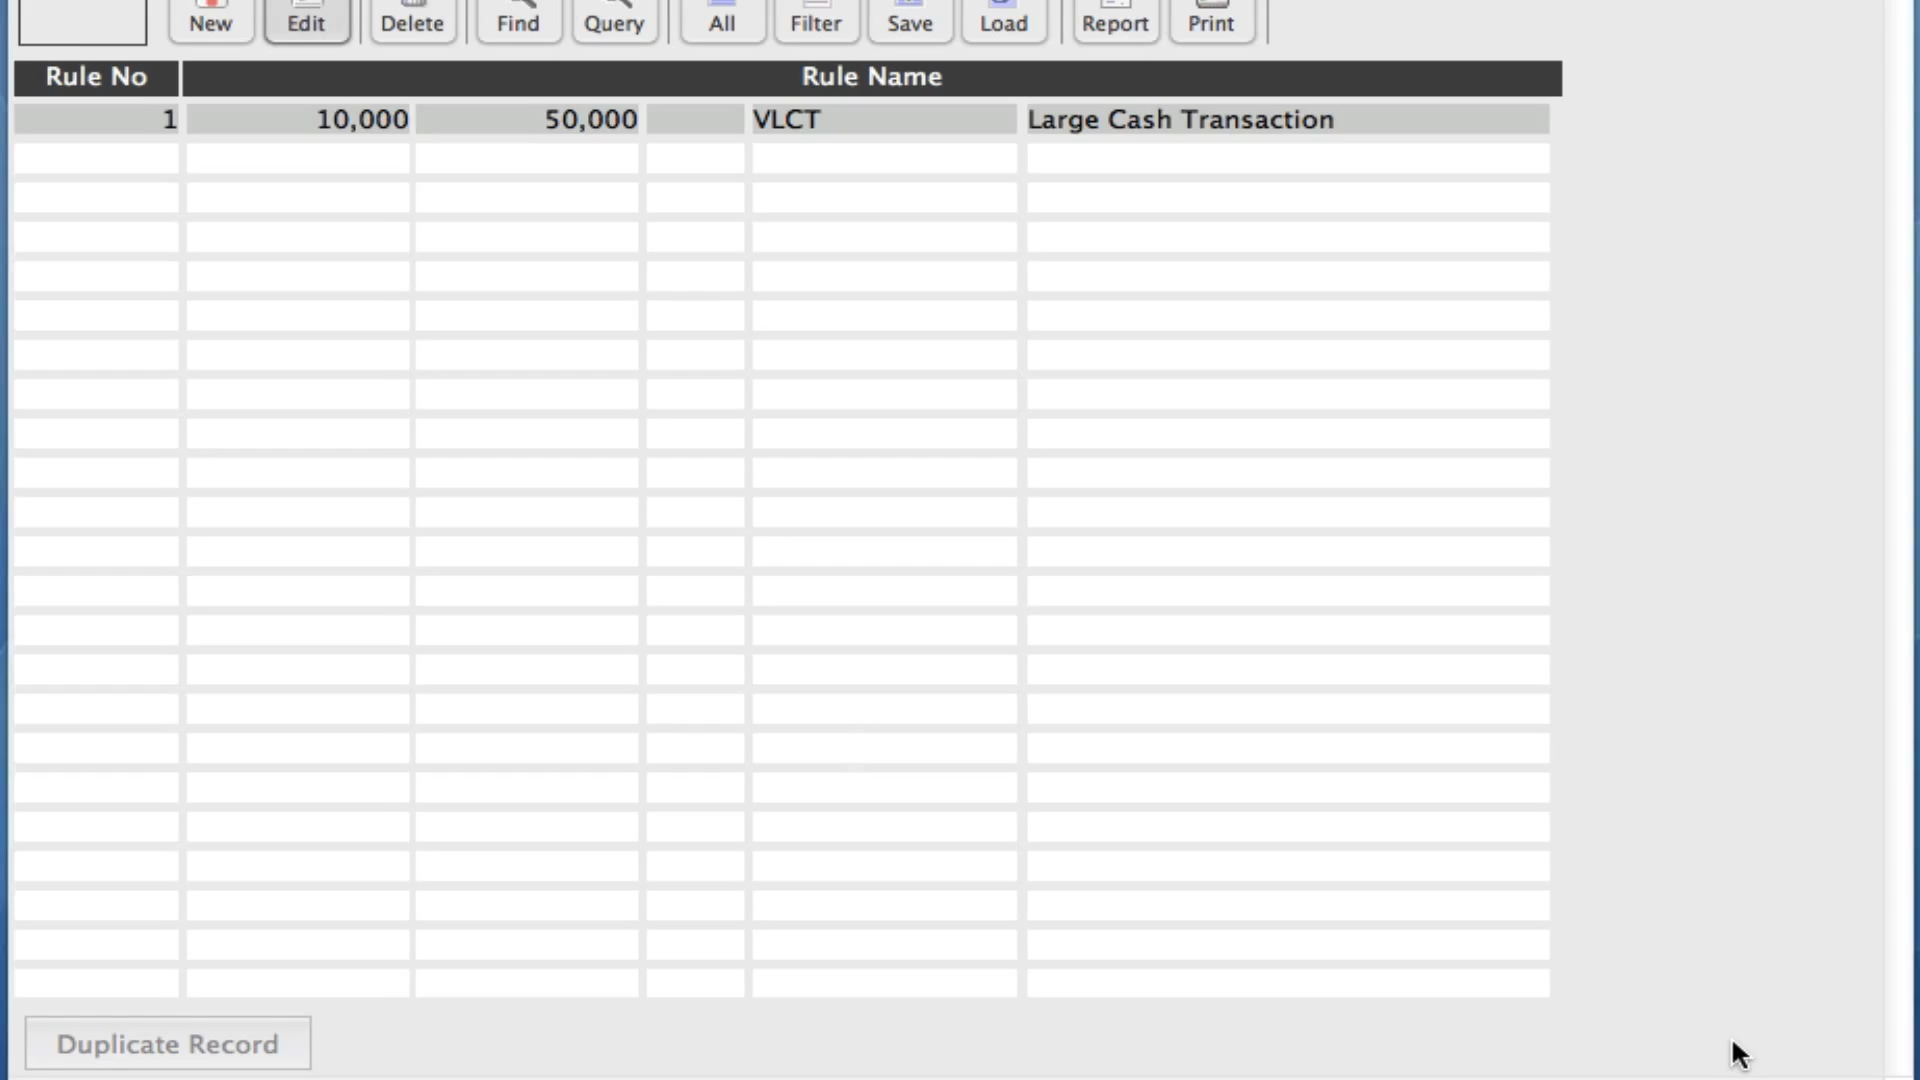 New Edit Delete Find Query All Filter Save Load Report Print
Rule No Rule Name
1 10,000 50,000 VLCT Large Cash Transaction
Duplicate Record